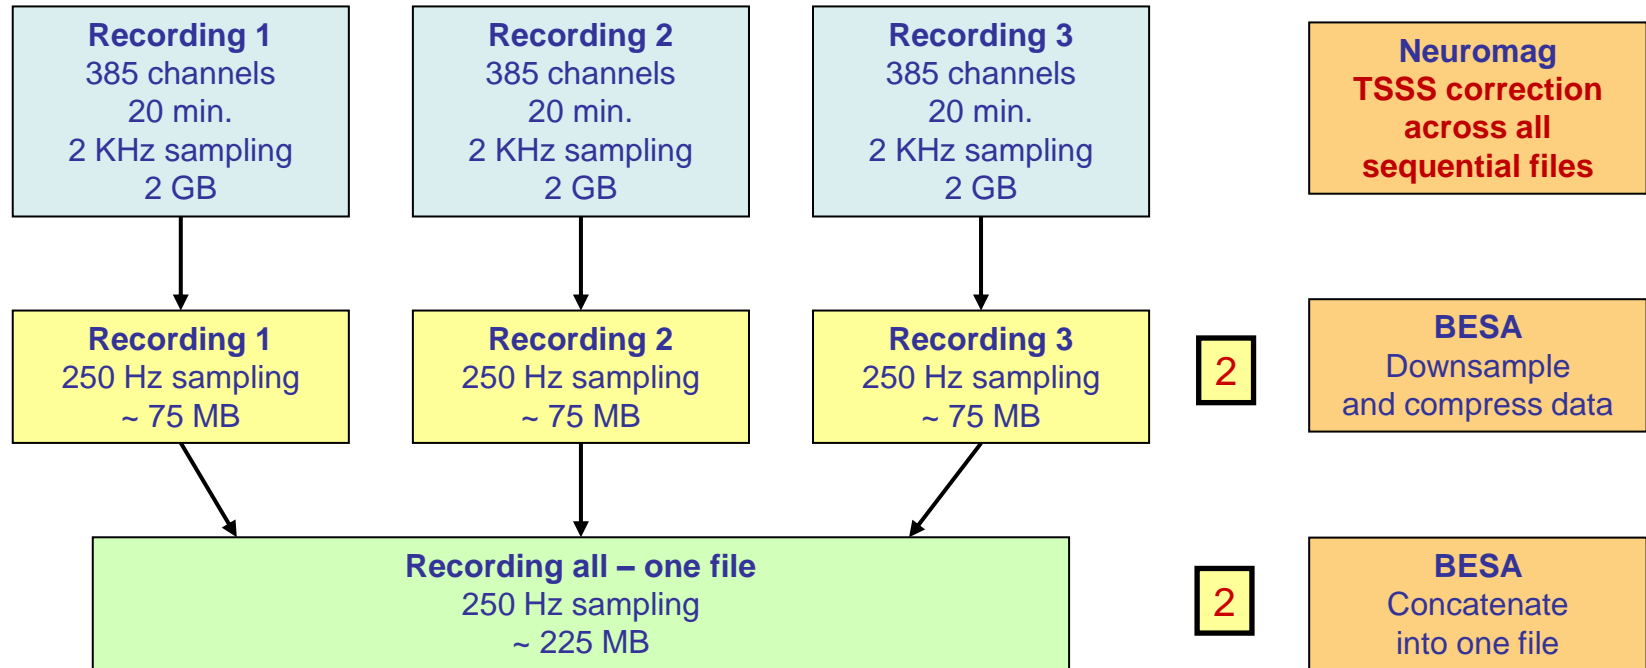 Recording 1
385 channels
20 min.
2 KHz sampling
2 GB
Recording 2
385 channels
20 min.
2 KHz sampling
2 GB
Recording 3
385 channels
20 min.
2 KHz sampling
2 GB
Neuromag
TSSS correction
across all
sequential files
Recording 1
250 Hz sampling
~ 75 MB
Recording 2
250 Hz sampling
~ 75 MB
Recording 3
250 Hz sampling
~ 75 MB
2
BESA
Downsample
and compress data
Recording all – one file
250 Hz sampling
~ 225 MB
2
BESA
Concatenate
into one file